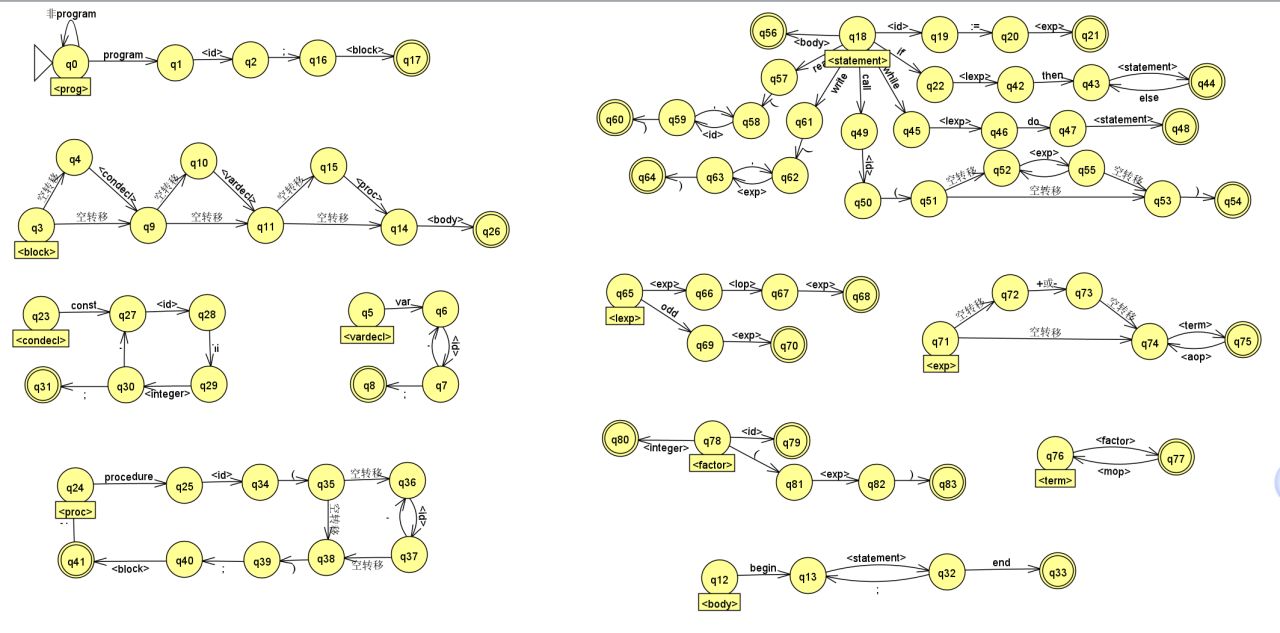 非program
q0 program q1 <id> q2 ; q16 <block> q17
<prog>
q4 q10 q15
空转移 <condecl> 空转移 <vardecl> 空转移 <proc>
q3 空转移 q9 空转移 q11 空转移 q14 <body> q26
<block>
q23 const q27 <id> q28
<condecl>
, ;;
q31 ; q30 <integer> q29
q5 var q6
<vardecl>
, <id>
q8 ; q7
q24 procedure q25 <id> q34 ( q35 空转移 q36
<proc>
; 空转移 , <id>
q41 <block> q40 ; q39 ) q38 空转移 q37
q56 <body> q18 <id> q19 := q20 <exp> q21
<statement>
if q22 <lexp> q42 then q43 <statement> q44
else
q57 write call while
q60 ) q59 , <id> q58 ( q61 q49 q45 <lexp> q46 do q47 <statement> q48
q64 ) q63 , <exp> q62 ( <id>
q50 ( q51 空转移 q52 <exp> q55 空转移 q53 ) q54
空转移
q65 <exp> q66 <lop> q67 <exp> q68
<lexp>
odd q69 <exp> q70
q72 +或- q73
空转移 空转移
q71 空转移 q74 <term> q75
<exp> <aop>
q80 <integer> q78 <id> q79
<factor>
( q81 <exp> q82 ) q83
q76 <factor> q77
<term> <mop>
q12 begin q13 <statement> q32 end q33
<body> ;